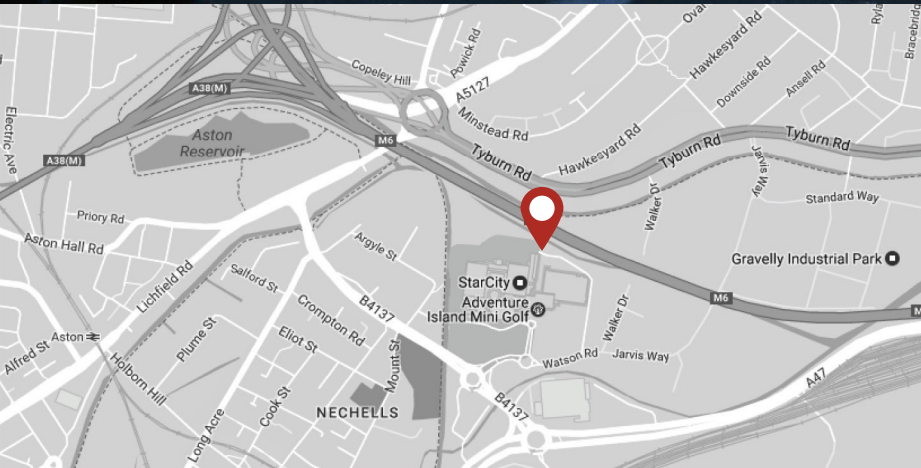 Ova
Hawkesyard Rd
Ryla
Bracebridg
Powick Rd
Copeley Hill
Downside Rd
Ansell Rd
A38(M)
A5127
Minstead Rd
Electric Ave
Aston
Reservoir
M6
Tyburn Rd
Hawkesyard Rd
Tyburn Rd
Tyburn Rd
A38(M)
Jarvis Way
Walker Dr
Standard Way
Priory Rd
Aston Hall Rd
Argyle St
Gravelly Industrial Park
Lichfield Rd
Salford St
StarCity
B4137
Adventure
Island Mini Golf
M6
M
Crompton Rd
Walker Dr
Plume St
Eliot St
Aston
Alfred St
Holborn Hill
Mount St
Watson Rd
Jarvis Way
A47
Cook St
Long Acre
NECHELLS
B4137